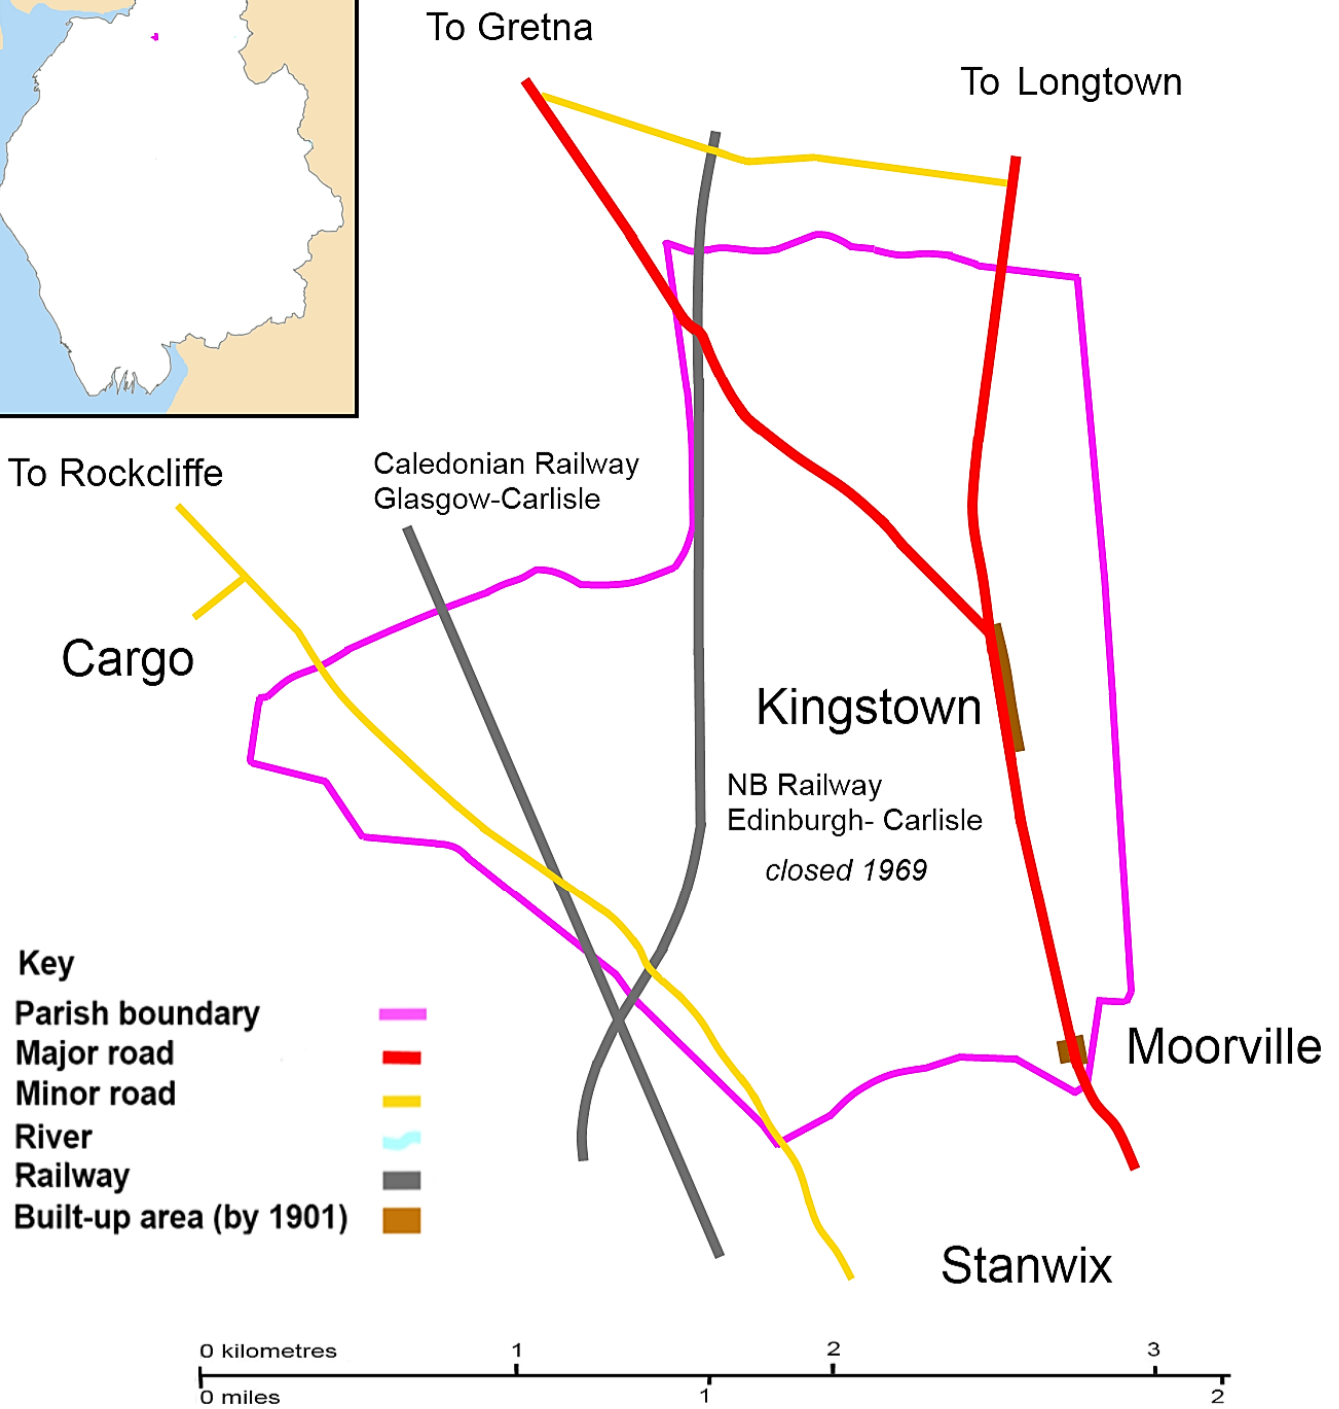 To Gretna
To Longtown
To Rockcliffe
Caledonian Railway
Glasgow-Carlisle
Cargo
Kingstown
NB Railway
Edinburgh- Carlisle
closed 1969
Key
Parish boundary
Major road
Minor road
River
Railway
Built-up area (by 1901)
Moorville
Stanwix
0 kilometres 1 2 3
0 miles 1 2